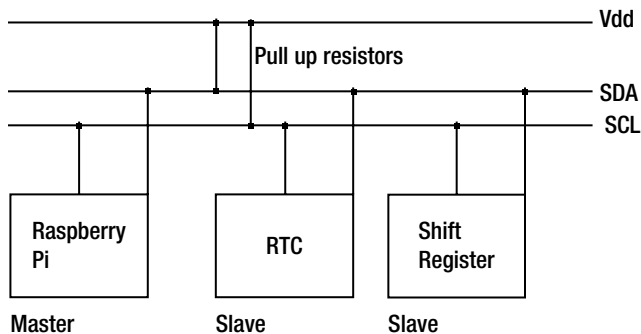 Vdd
Pull up resistors
SDA
SCL
Raspberry
Pi
RTC
Shift
Register
Master
Slave
Slave